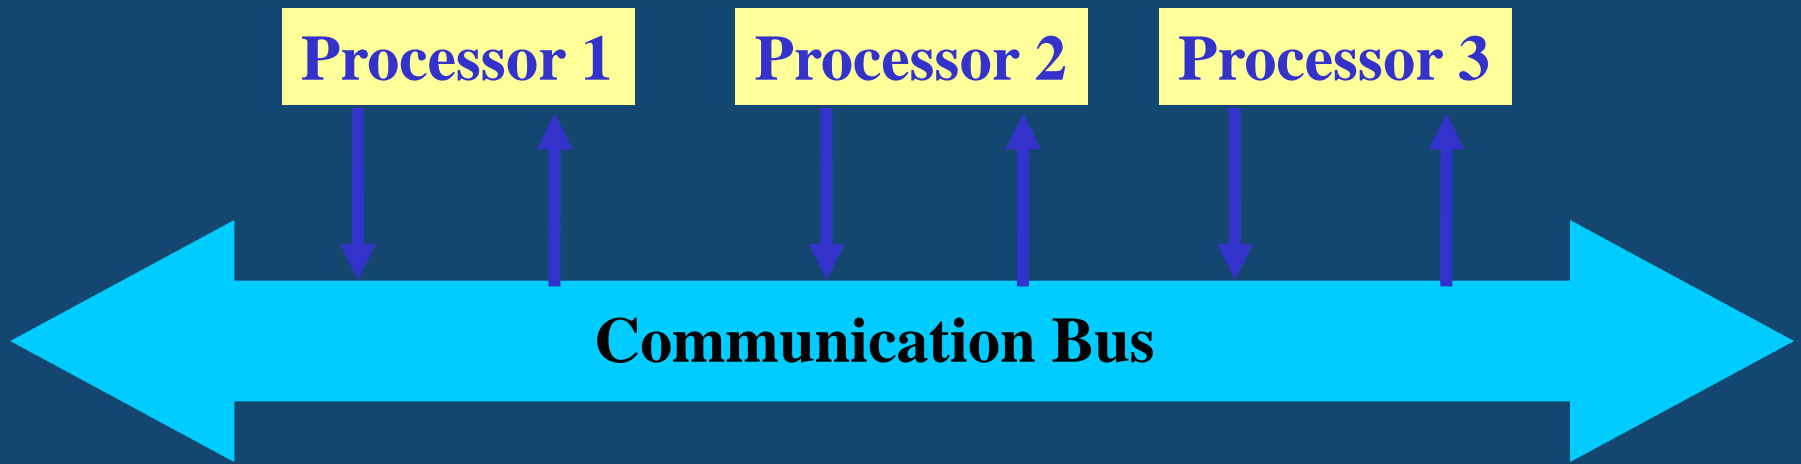 Processor 1
Processor 2
Processor 3
Communication Bus